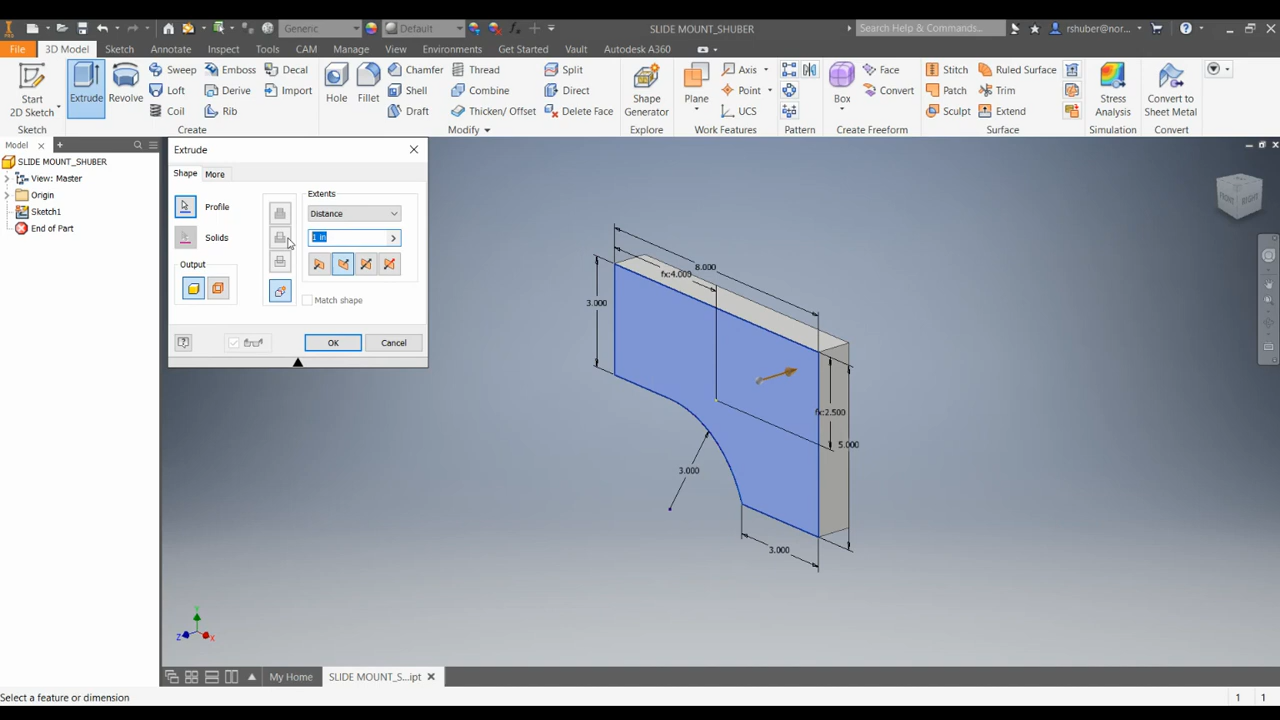 Generic
Default
SLIDE MOUNT_SHUBER
Search Help & Commands...
rshuber@nor...
File
3D Model
Sketch
Annotate
Inspect
Tools
CAM
Manage
View
Environments
Get Started
Vault
Autodesk A360
Start
2D Sketch
Extrude
Revolve
Sweep
Loft
Coil
Emboss
Derive
Rib
Decal
Import
Hole
Fillet
Chamfer
Shell
Draft
Thread
Combine
Thicken/ Offset
Split
Direct
Delete Face
Shape
Generator
Plane
Axis
Point
UCS
Box
Face
Convert
Stitch
Patch
Sculpt
Ruled Surface
Trim
Extend
Stress
Analysis
Convert to
Sheet Metal
Sketch
Create
Modify
Explore
Work Features
Pattern
Create Freeform
Surface
Simulation
Convert
Model
SLIDE MOUNT_SHUBER
View: Master
Origin
Sketch1
End of Part
Extrude
Shape
More
Profile
Solids
Output
Extents
Distance
1 in
Match shape
OK
Cancel
FRONT
RIGHT
8.000
fx:4.000
3.000
fx:2.500
5.000
3.000
3.000
Y
Z
X
My Home
SLIDE MOUNT_S...ipt
Select a feature or dimension
1
1